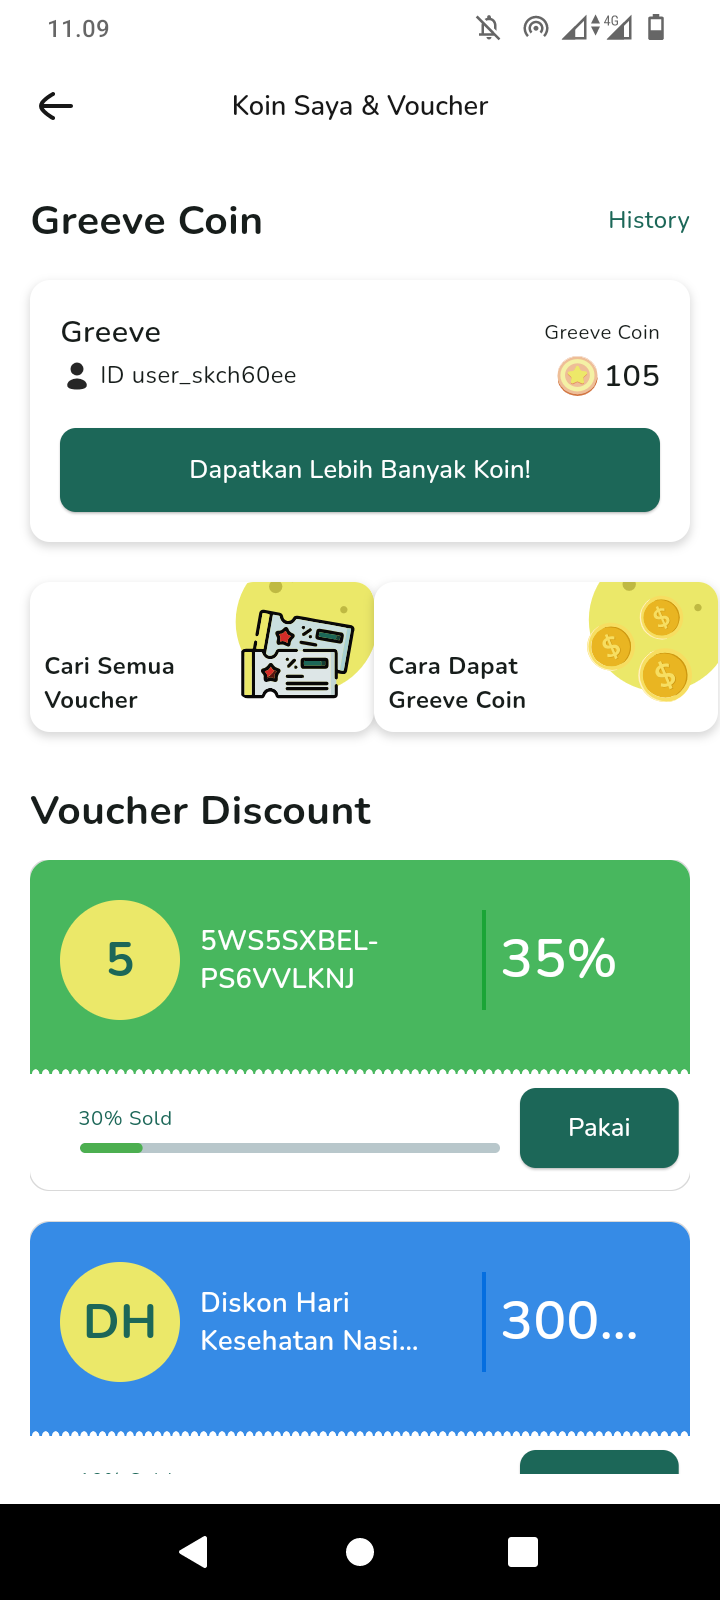 11.09
4G
Koin Saya & Voucher
Greeve Coin
History
Greeve
Greeve Coin
ID user_skch60ee
105
Dapatkan Lebih Banyak Koin!
Cari Semua
Voucher
Cara Dapat
Greeve Coin
Voucher Discount
5
5WS5SXBEL-
PS6VVLKNJ
35%
30% Sold
Pakai
DH
Diskon Hari
Kesehatan Nasi...
300...